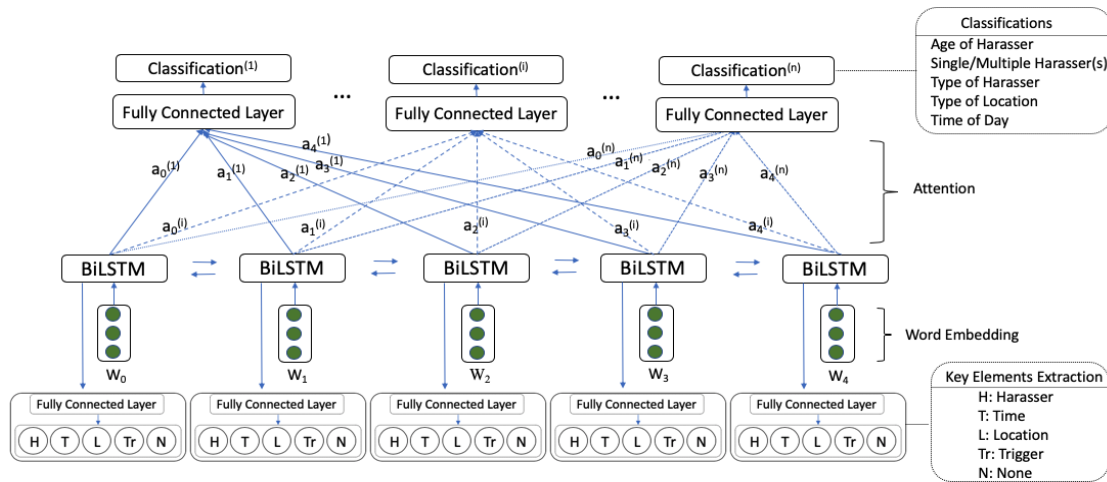 Classifications
Age of Harasser
Single/Multiple Harasser(s)
Type of Harasser
Type of Location
Time of Day
Classification(1) Classification(i) Classification(n)
... ...
Fully Connected Layer Fully Connected Layer Fully Connected Layer
a4(1) a0(n)
a0(1) a1(1) a2(1) a3(1) a1(n) a2(n) a3(n) a4(n)
Attention
a0(i) a1(i) a2(i) a3(i) a4(i)
BiLSTM BiLSTM BiLSTM BiLSTM BiLSTM
Word Embedding
W0 W1 W2 W3 W4
Key Elements Extraction
H: Harasser
T: Time
L: Location
Tr: Trigger
N: None
Fully Connected Layer Fully Connected Layer Fully Connected Layer Fully Connected Layer Fully Connected Layer
H T L Tr N H T L Tr N H T L Tr N H T L Tr N H T L Tr N